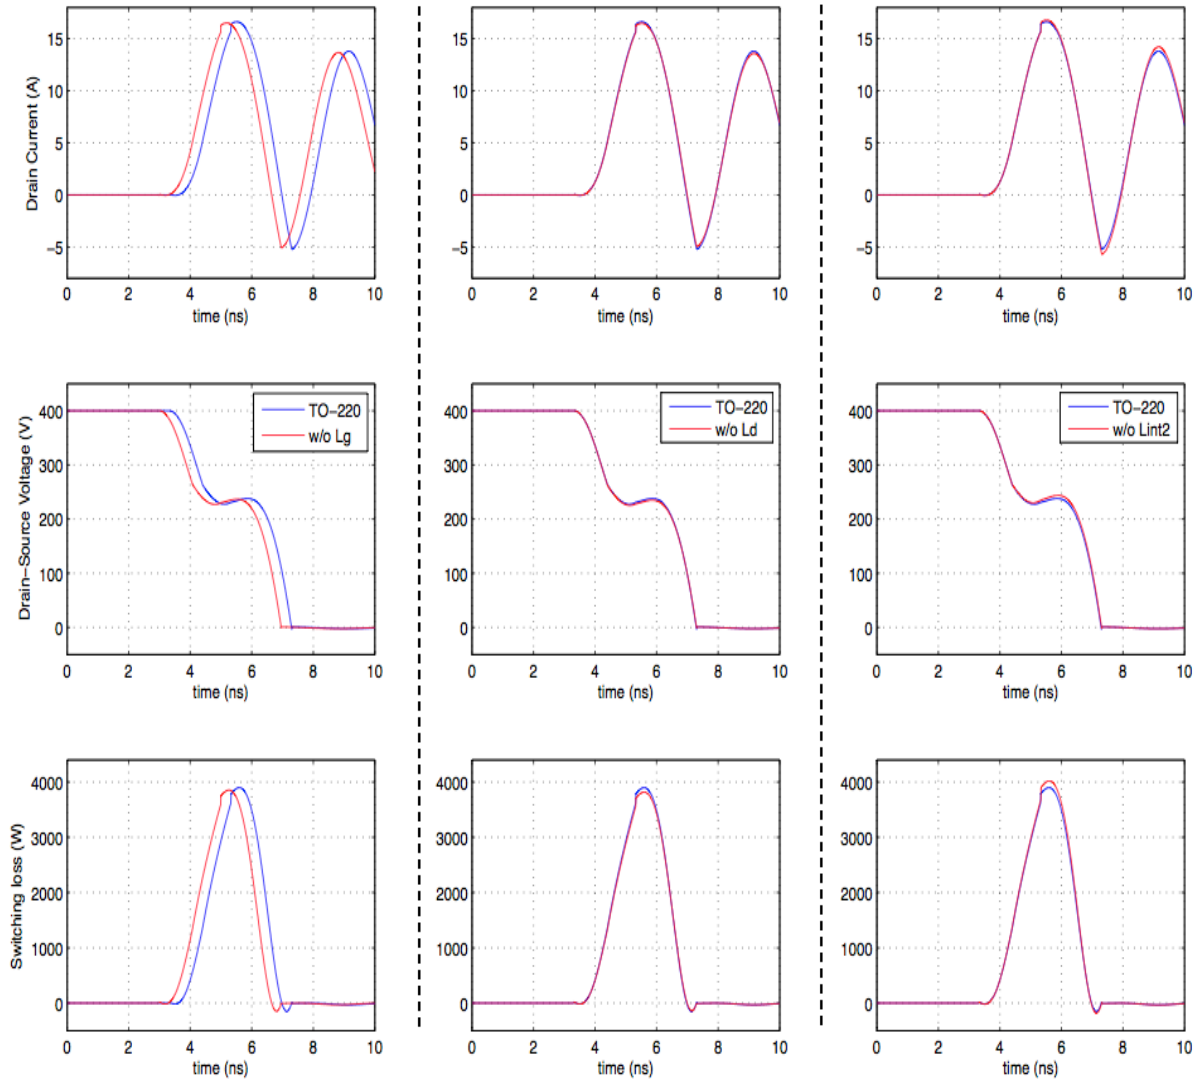 Drain Current (A)
15
10
5
0
−5
0 2 4 6 8 10
time (ns)
15
10
5
0
−5
0 2 4 6 8 10
time (ns)
15
10
5
0
−5
0 2 4 6 8 10
time (ns)
Drain−Source Voltage (V)
400
300
200
100
0
TO−220
w/o Lg
0 2 4 6 8 10
time (ns)
400
300
200
100
0
TO−220
w/o Ld
0 2 4 6 8 10
time (ns)
400
300
200
100
0
TO−220
w/o Lint2
0 2 4 6 8 10
time (ns)
Switching loss (W)
4000
3000
2000
1000
0
0 2 4 6 8 10
time (ns)
4000
3000
2000
1000
0
0 2 4 6 8 10
time (ns)
4000
3000
2000
1000
0
0 2 4 6 8 10
time (ns)